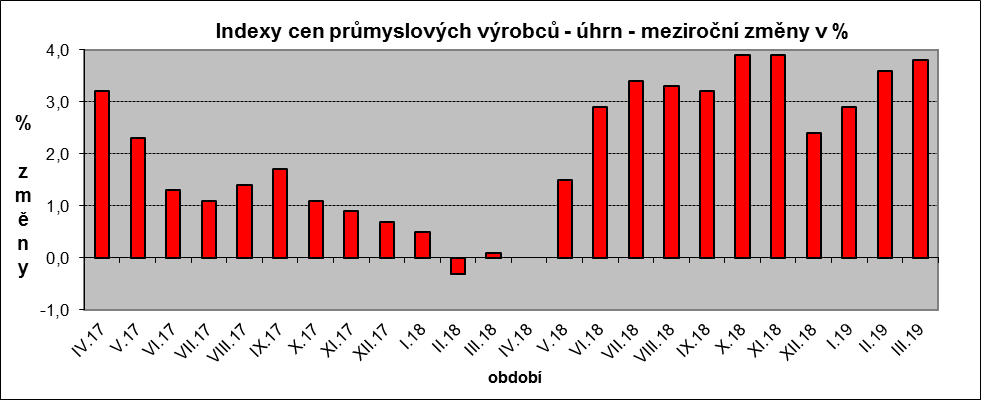 Indexy cen průmyslových výrobců - úhrn - meziroční změny v %
4,0
3,0
2,0
1,0
0,0
-1,0
% změny
IV.17 V.17 VI.17 VII.17 VIII.17 IX.17 X.17 XI.17 XII.17 I.18 II.18 III.18 IV.18 V.18 VI.18 VII.18 VIII.18 IX.18 X.18 XI.18 XII.18 I.19 II.19 III.19
období